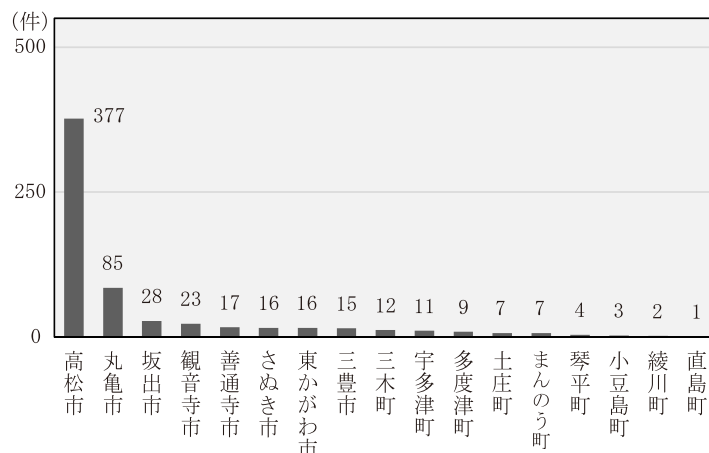 (件)
500
250
0
377
85
28
23
17
16
16
15
12
11
9
7
7
4
3
2
1
高松市
丸亀市
坂出市
観音寺市
善通寺市
さぬき市
東かがわ市
三豊市
三木町
宇多津町
多度津町
土庄町
まんのう町
琴平町
小豆島町
綾川町
直島町